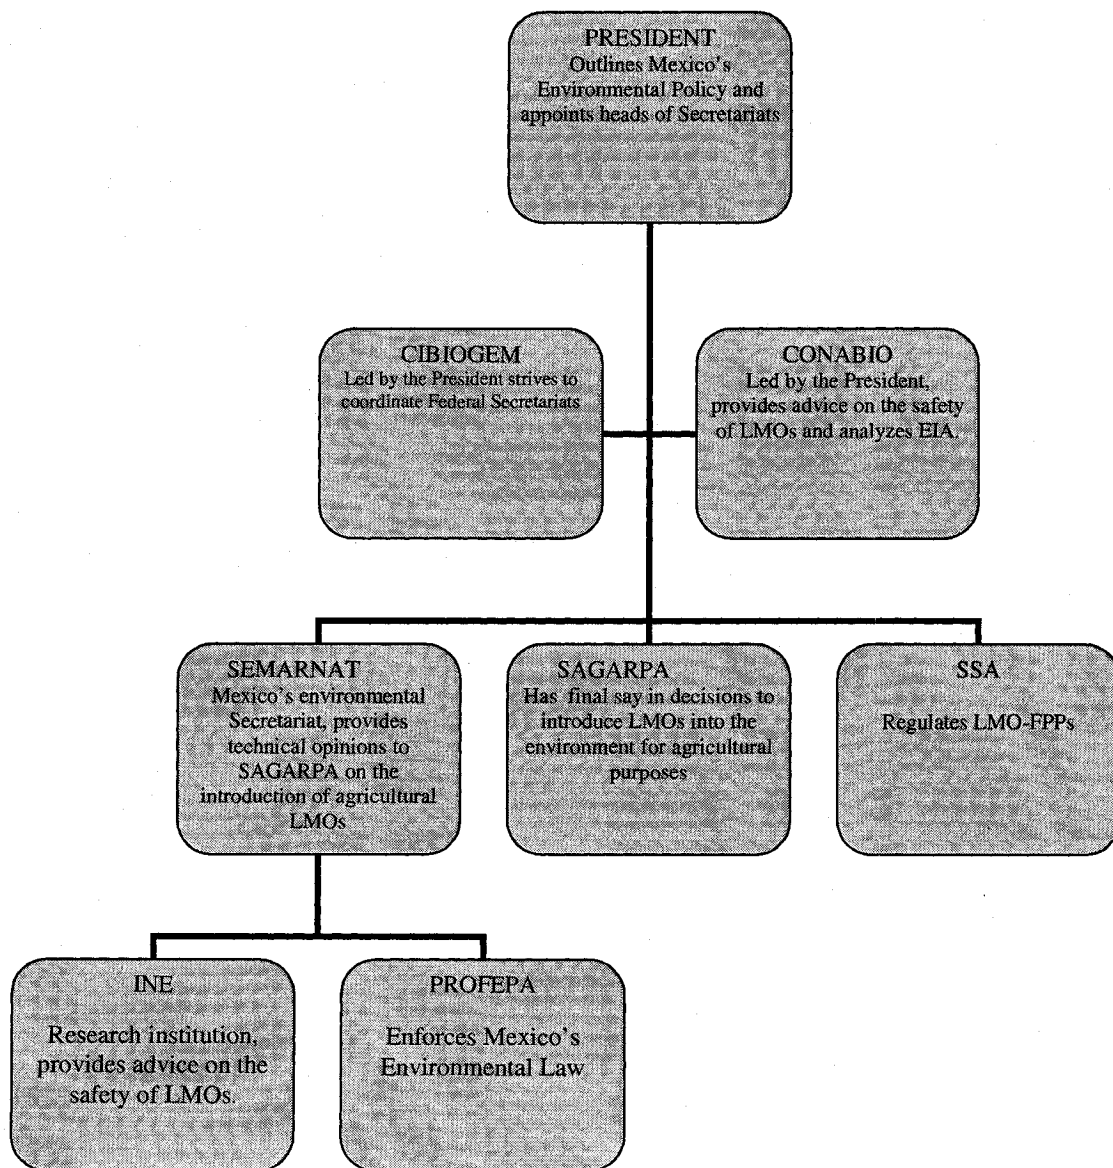 PRESIDENT
Outlines Mexico's
Environmental Policy and
appoints heads of Secretariats
CIBIOGEM
Led by the President strives to
coordinate Federal Secretariats
CONABIO
Led by the President,
provides advice on the safety
of LMOs and analyzes EIA.
SEMARNAT
Mexico's environmental
Secretariat, provides
technical opinions to
SAGARPA on the
introduction of agricultural
LMOs
SAGARPA
Has final say in decisions to
introduce LMOs into the
environment for agricultural
purposes
SSA
Regulates LMO-FPPs
INE
Research institution,
provides advice on the
safety of LMOs.
PROFEPA
Enforces Mexico's
Environmental Law